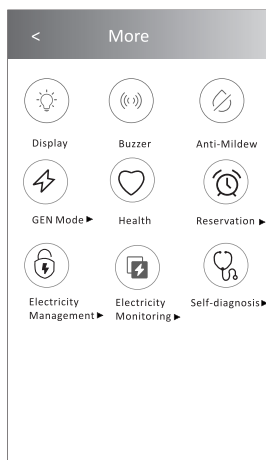 < More
Display Buzzer Anti-Mildew
GEN Mode ► Health Reservation ►
Electricity Electricity Self-diagnosis ►
Management ► Monitoring ►